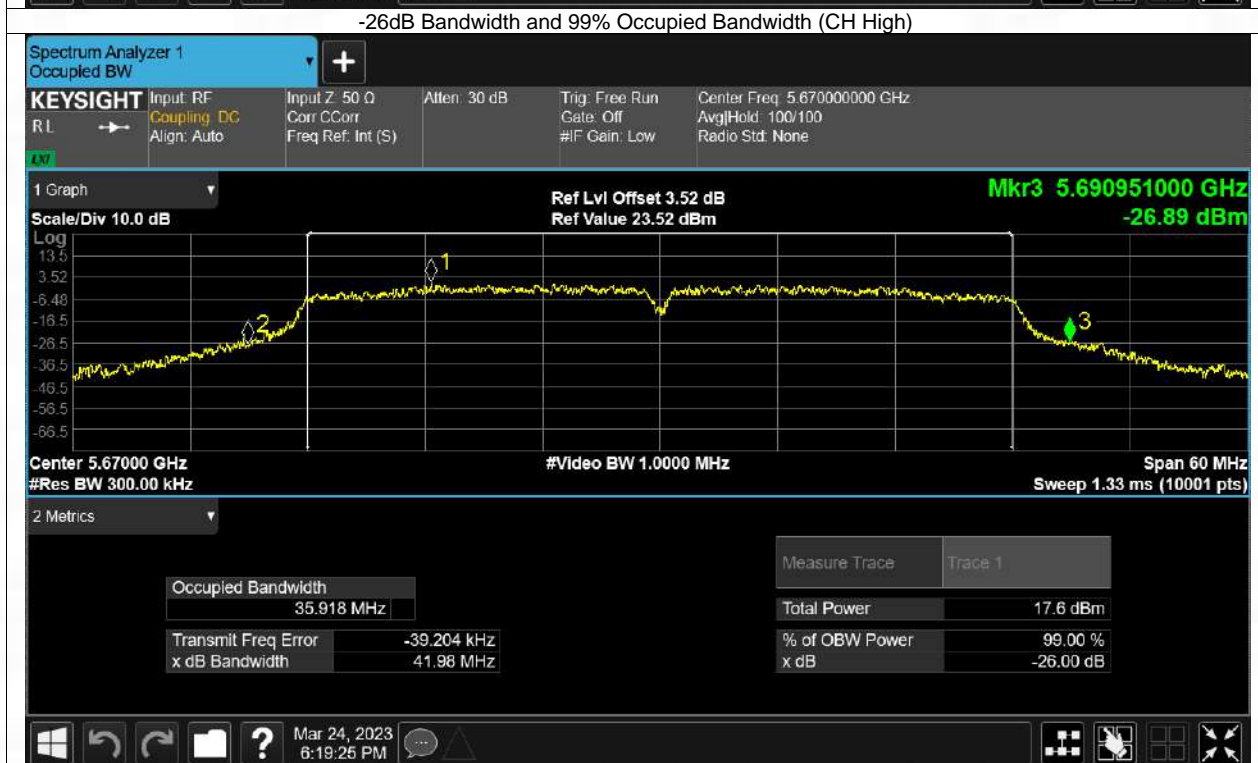 -26dB Bandwidth and 99% Occupied Bandwidth (CH High)
Spectrum Analyzer 1
Occupied BW
+
KEYSIGHT
RL
LXI
Input: RF
Coupling: DC
Align: Auto
Input Z: 50 Ω
Corr CCorr
Freq Ref: Int (S)
Atten: 30 dB
Trig: Free Run
Gate: Off
#IF Gain: Low
Center Freq: 5.670000000 GHz
Avg|Hold: 100/100
Radio Std: None
1 Graph
Scale/Div 10.0 dB
Ref Lvl Offset 3.52 dB
Ref Value 23.52 dBm
Mkr3 5.690951000 GHz
-26.89 dBm
Log
13.5
3.52
-6.48
-16.5
-26.5
-36.5
-46.5
-56.5
-66.5
1
2
3
Center 5.67000 GHz
#Res BW 300.00 kHz
#Video BW 1.0000 MHz
Span 60 MHz
Sweep 1.33 ms (10001 pts)
2 Metrics
Measure Trace Trace 1
Occupied Bandwidth
35.918 MHz
Total Power 17.6 dBm
Transmit Freq Error -39.204 kHz
% of OBW Power 99.00 %
x dB Bandwidth 41.98 MHz
x dB -26.00 dB
?
Mar 24, 2023
6:19:25 PM